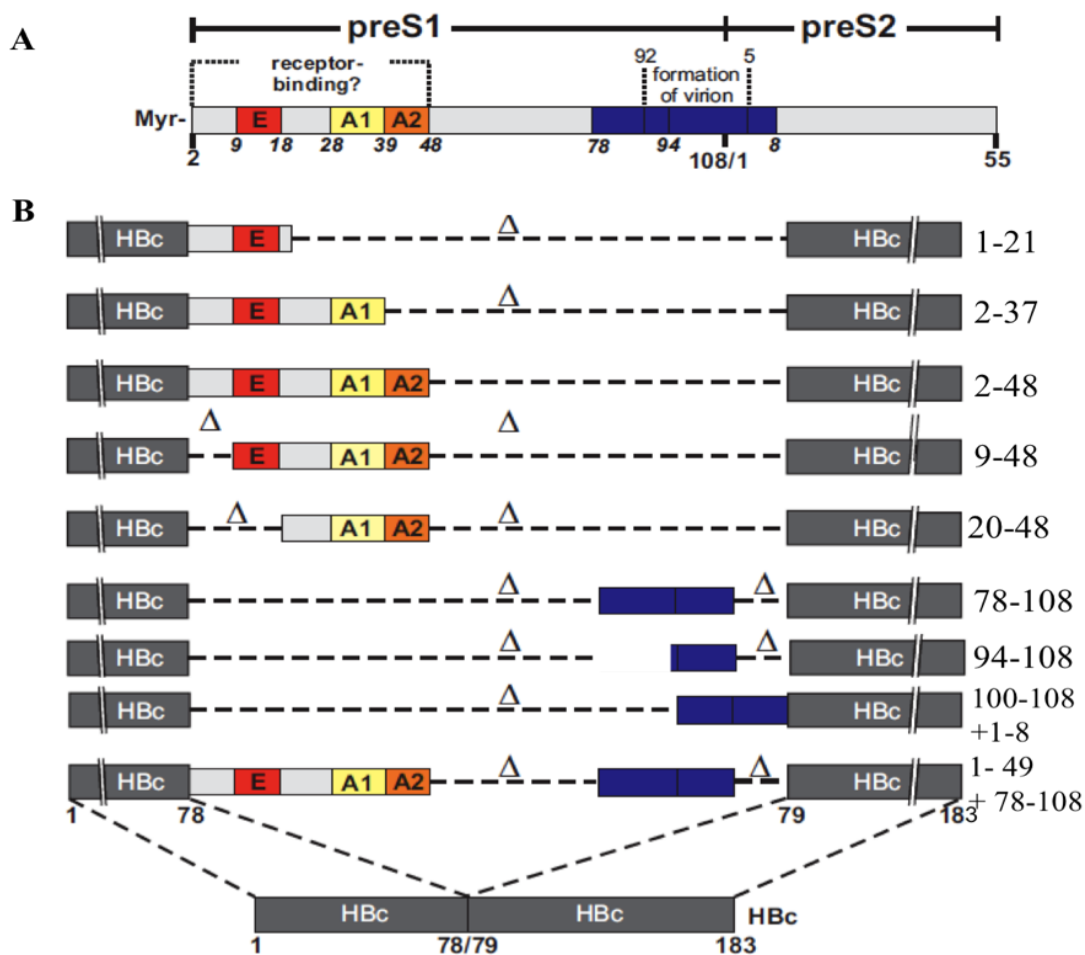 A
preS1 preS2
receptor-
binding?
92 5
formation
of virion
Myr- E A1 A2
9 18 28 39 48 78 94 8
2 108/1 55
B
HBc E Δ HBc 1-21
HBc E A1 Δ HBc 2-37
HBc E A1 A2 HBc 2-48
Δ Δ
HBc E A1 A2 HBc 9-48
Δ Δ
HBc A1 A2 HBc 20-48
Δ Δ
HBc HBc 78-108
Δ Δ
HBc HBc 94-108
Δ
HBc HBc 100-108
+1-8
Δ Δ
HBc E A1 A2 HBc 1- 49
+ 78-108
1 78 79 183
HBc HBc HBc
1 78/79 183